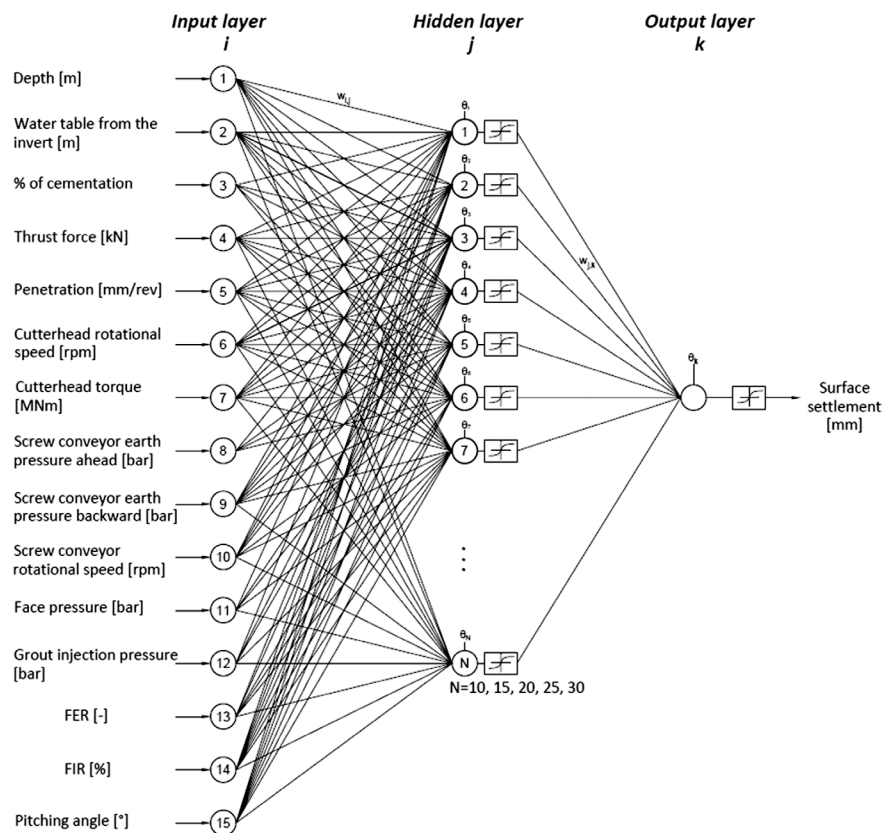 Input layer
i
Hidden layer
j
Output layer
k
Depth [m]
1
Water table from the
invert [m]
2
% of cementation
3
Thrust force [kN]
4
Penetration [mm/rev]
5
Cutterhead rotational
speed [rpm]
6
Cutterhead torque
[MNm]
7
Screw conveyor earth
pressure ahead [bar]
8
Screw conveyor earth
pressure backward [bar]
9
Screw conveyor
rotational speed [rpm]
10
Face pressure [bar]
11
Grout injection pressure
[bar]
12
FER [-]
13
FIR [%]
14
Pitching angle [°]
15
wi,j
θ1
1
θ2
2
θ3
3
θ4
4
θ5
5
θ6
6
θ7
7
⋮
θN
N
N=10, 15, 20, 25, 30
wj,k
θk
Surface
settlement
[mm]